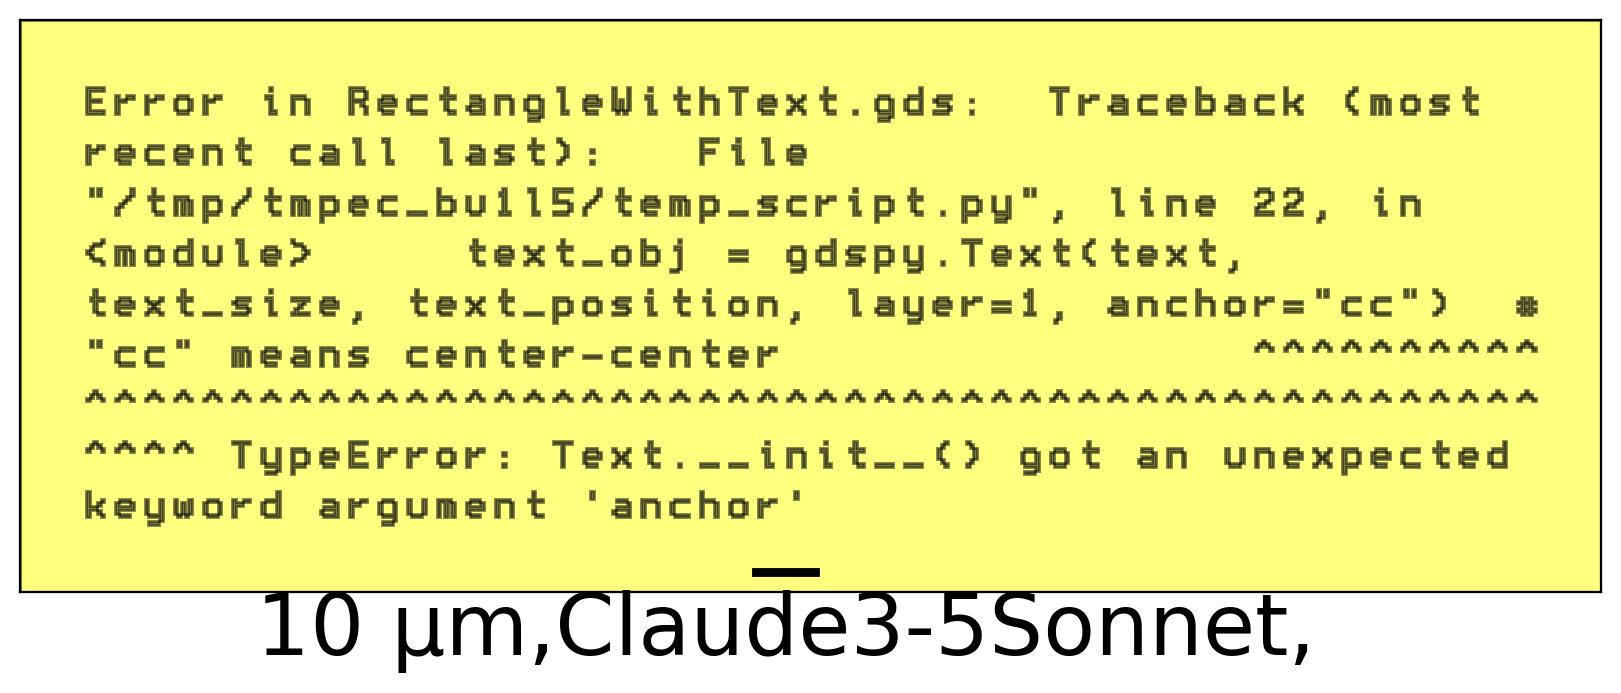 Error in RectangleWithText.gds:  Traceback (most
recent call last):   File
"/tmp/tmpec_bu1l5/temp_script.py", line 22, in
<module>     text_obj = gdspy.Text(text,
text_size, text_position, layer=1, anchor="cc")  #
"cc" means center-center                ^^^^^^^^^^
^^^^^^^^^^^^^^^^^^^^^^^^^^^^^^^^^^^^^^^^^^^^^^^^^^
^^^^ TypeError: Text.__init__() got an unexpected
keyword argument 'anchor'
10 µm,Claude3-5Sonnet,